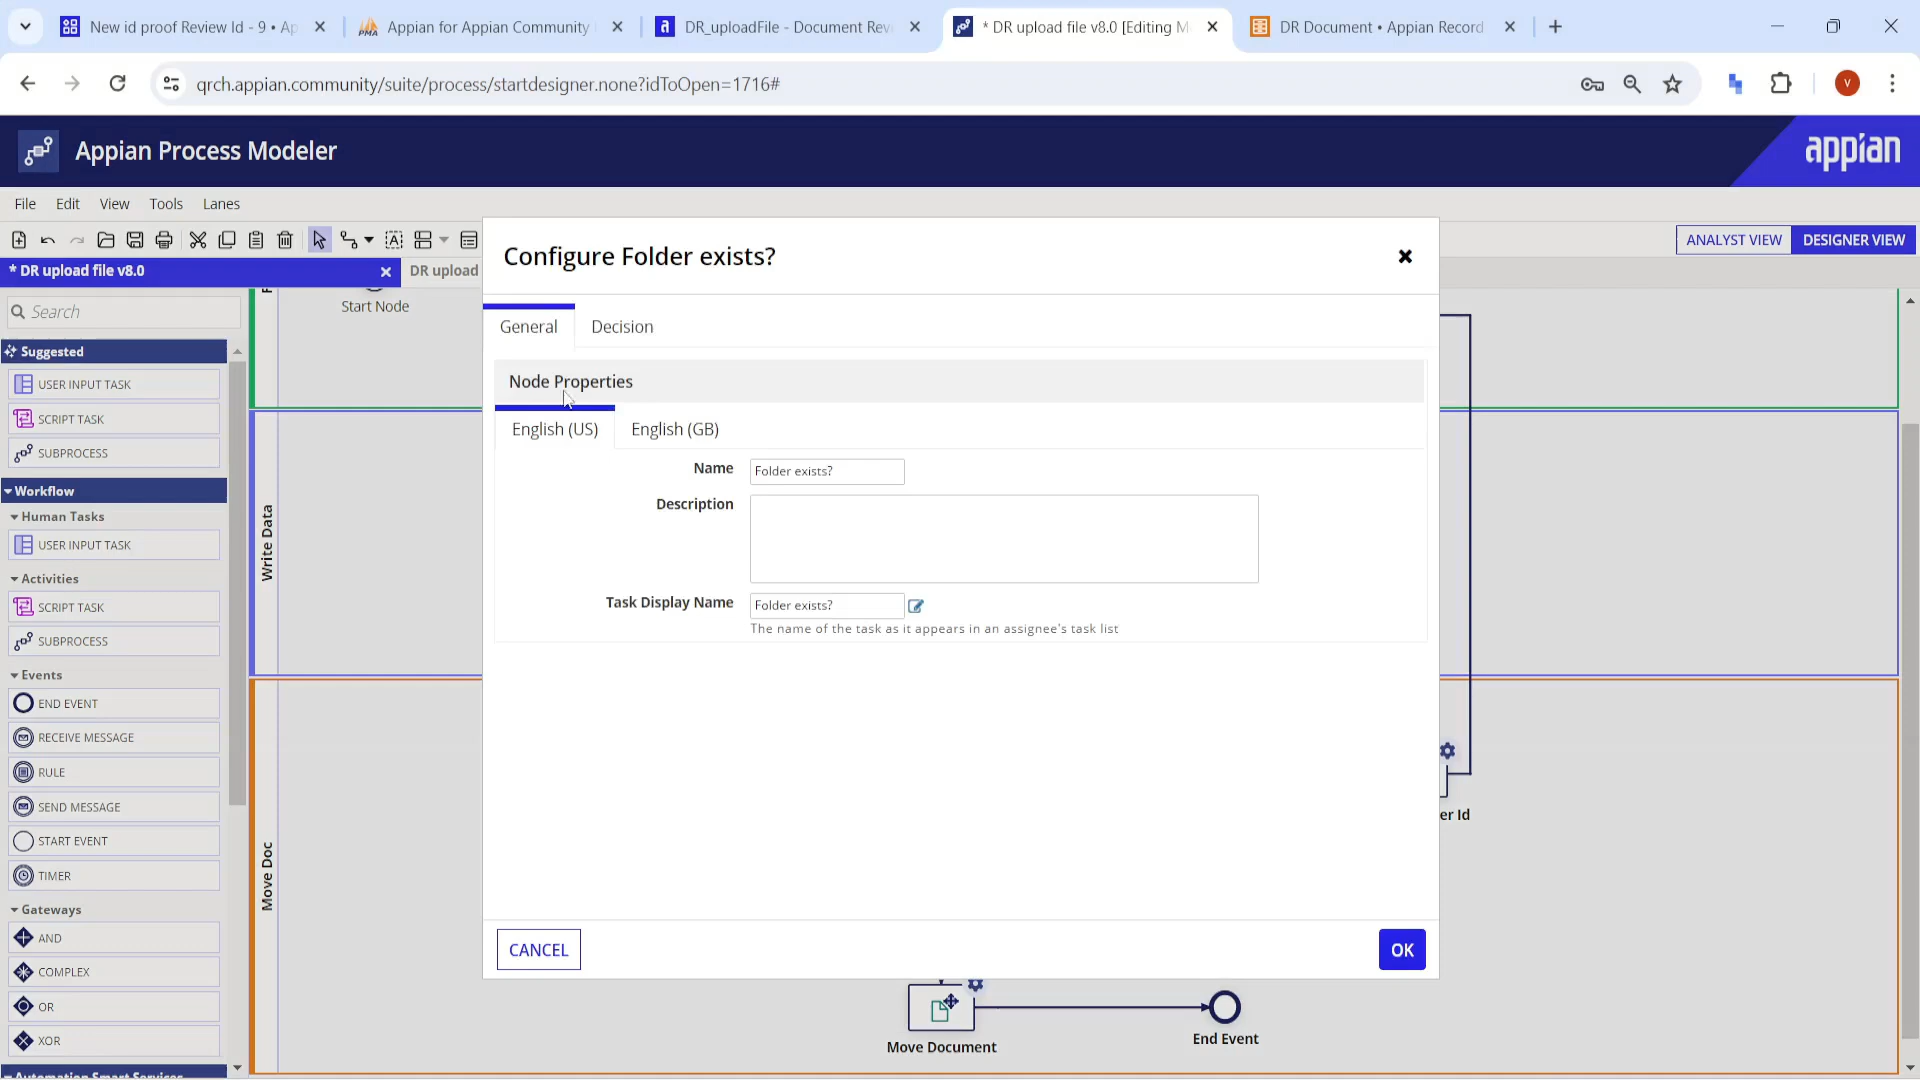 New id proof Review Id - 9 • Ap
Appian for Appian Community
DR_uploadFile - Document Rev
* DR upload file v8.0 [Editing M
DR Document • Appian Record
qrch.appian.community/suite/process/startdesigner.none?idToOpen=1716#
V
Appian Process Modeler
appian
File Edit View Tools Lanes
ANALYST VIEW DESIGNER VIEW
* DR upload file v8.0
DR upload
Search
Suggested
USER INPUT TASK
SCRIPT TASK
SUBPROCESS
Workflow
Human Tasks
USER INPUT TASK
Activities
SCRIPT TASK
SUBPROCESS
Events
END EVENT
RECEIVE MESSAGE
RULE
SEND MESSAGE
START EVENT
TIMER
Gateways
AND
COMPLEX
OR
XOR
Automation Smart Services
Start Node
Write Data
Move Doc
Configure Folder exists?
General Decision
Node Properties
English (US) English (GB)
Name Folder exists?
Description
Task Display Name Folder exists?
The name of the task as it appears in an assignee's task list
CANCEL OK
er Id
Move Document
End Event